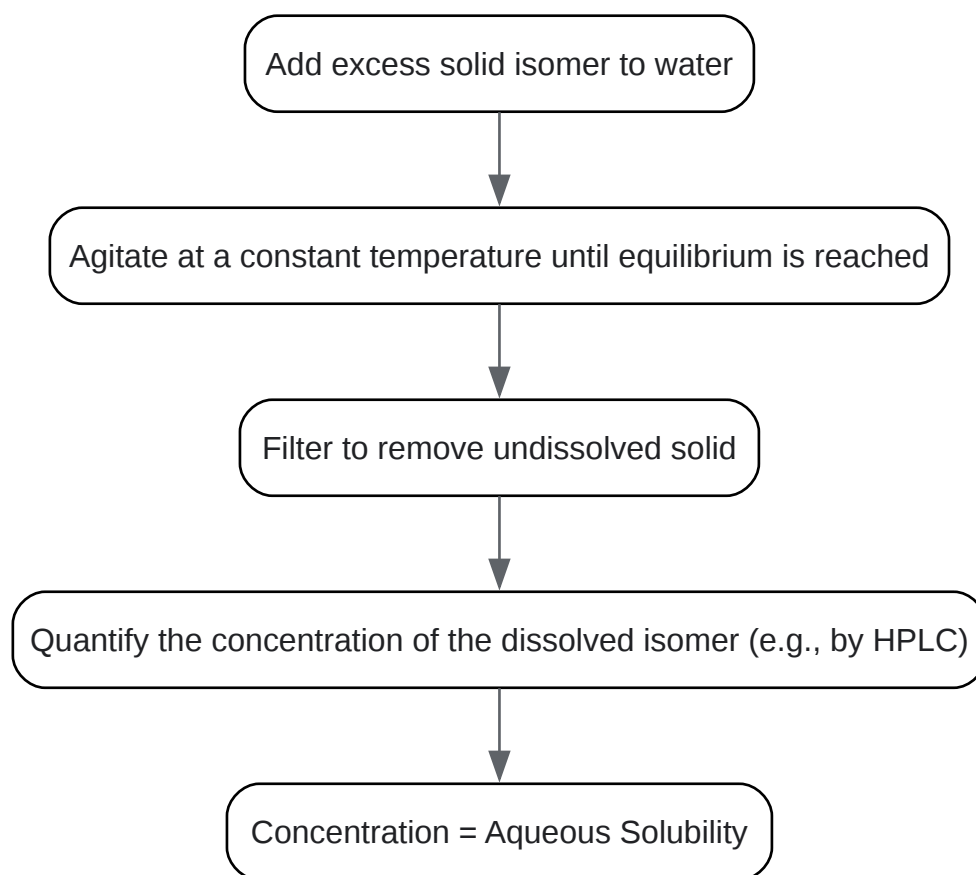 Add excess solid isomer to water
Agitate at a constant temperature until equilibrium is reached
Filter to remove undissolved solid
Quantify the concentration of the dissolved isomer (e.g., by HPLC)
Concentration = Aqueous Solubility